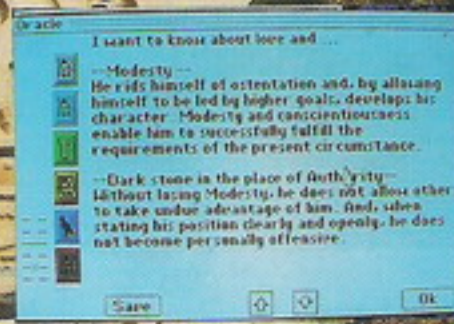 Oracle
I want to know about love and ...
--Modesty--
He rids himself of ostentation and, by allowing
himself to be led by higher goals, develops his
character. Modesty and conscientiousness
enable him to successfully fulfill the
requirements of the present circumstance.
--Dark stone in the place of Authority--
Without losing Modesty, he does not allow other
to take undue advantage of him. And, when
stating his position clearly and openly, he does
not become personally offensive.
Save
Ok